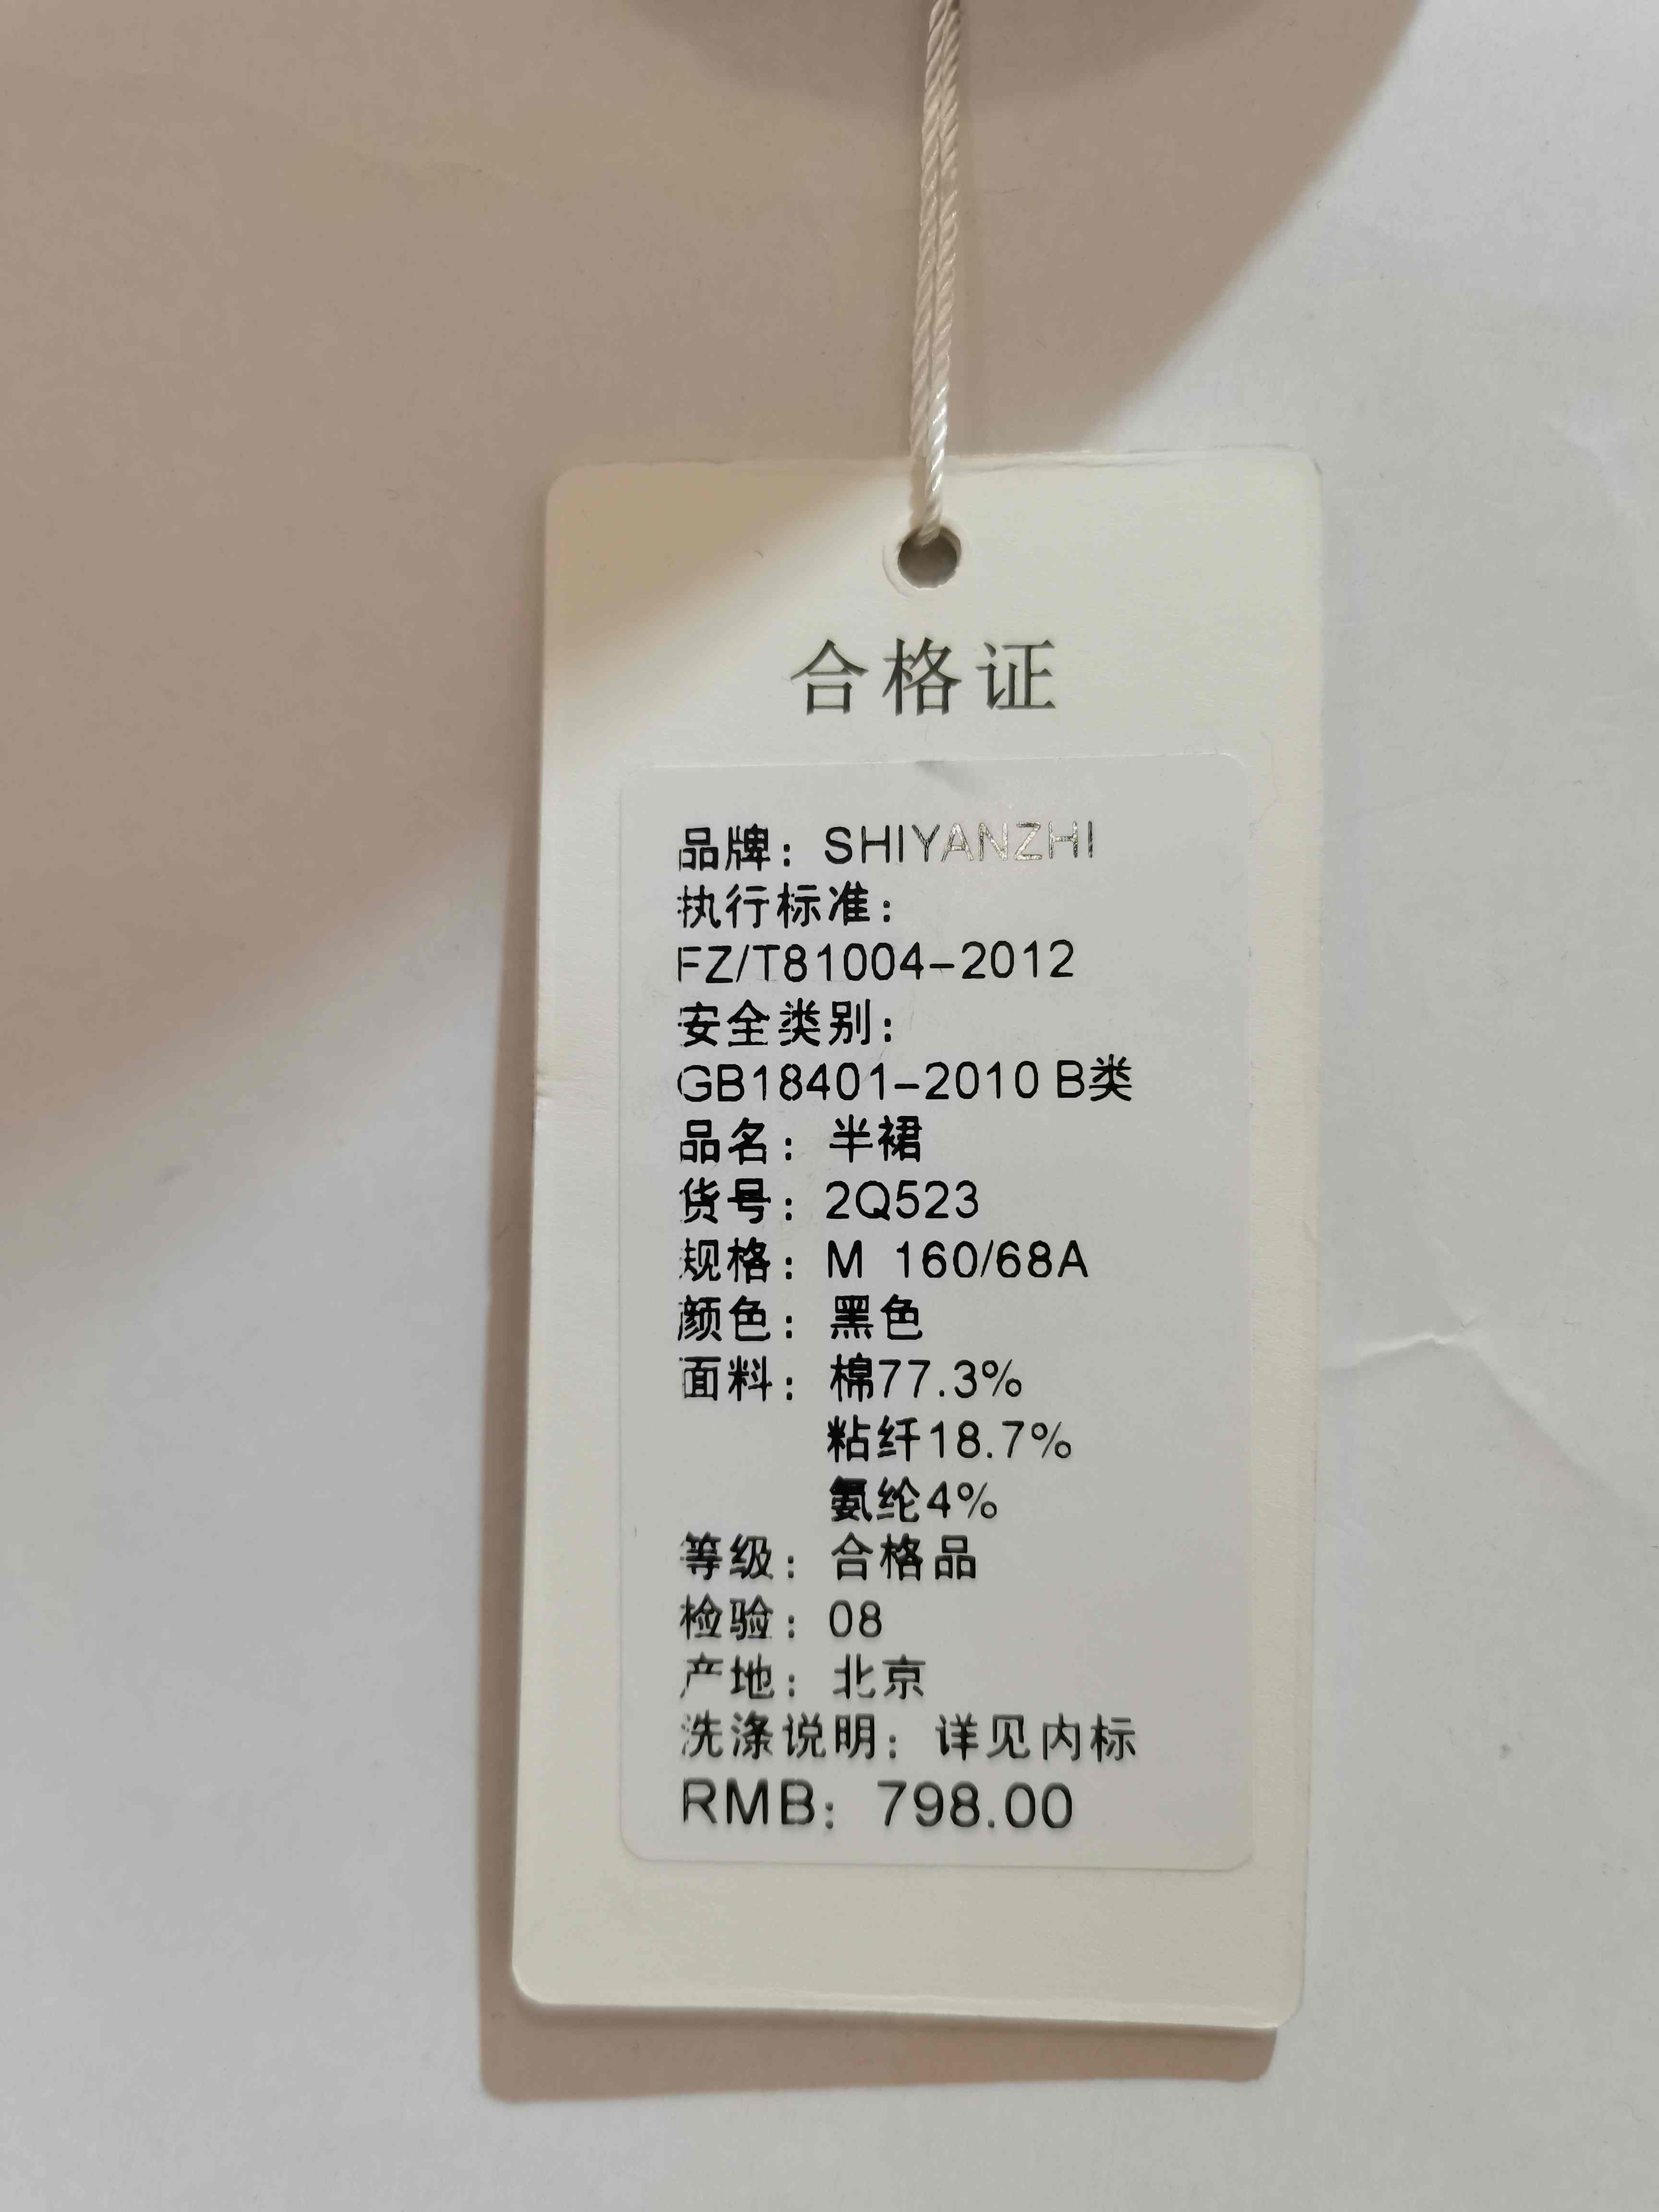 合格证
品牌：SHIYANZHI
执行标准：
FZ/T81004-2012
安全类别：
GB18401-2010 B类
品名：半裙
货号：2Q523
规格：M 160/68A
颜色：黑色
面料：棉77.3%
粘纤18.7%
氨纶4%
等级：合格品
检验：08
产地：北京
洗涤说明：详见内标
RMB：798.00